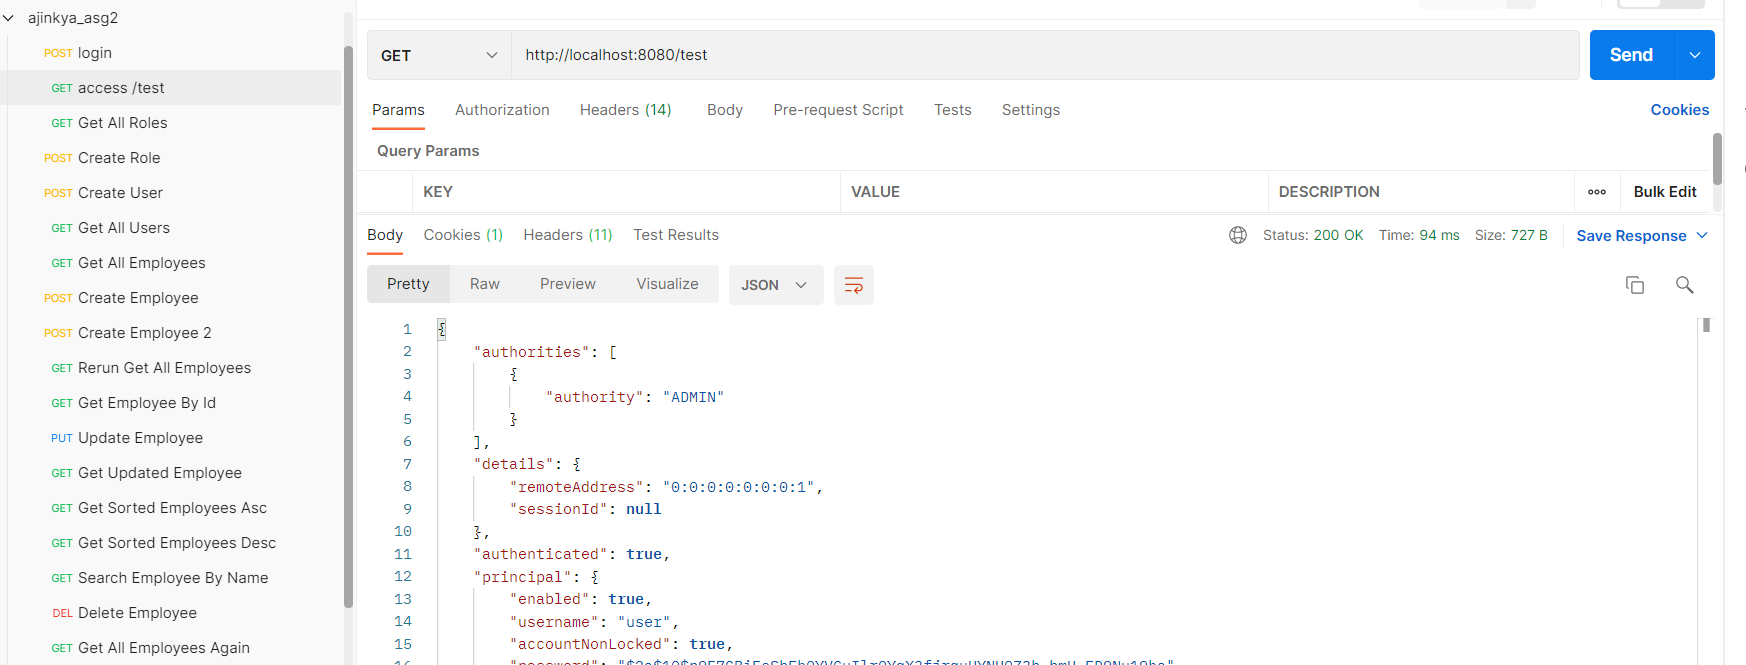 ajinkya_asg2
POST login
GET access /test
GET Get All Roles
POST Create Role
POST Create User
GET Get All Users
GET Get All Employees
POST Create Employee
POST Create Employee 2
GET Rerun Get All Employees
GET Get Employee By Id
PUT Update Employee
GET Get Updated Employee
GET Get Sorted Employees Asc
GET Get Sorted Employees Desc
GET Search Employee By Name
DEL Delete Employee
GET Get All Employees Again
GET http://localhost:8080/test Send
Params Authorization Headers (14) Body Pre-request Script Tests Settings Cookies
Query Params
KEY VALUE DESCRIPTION Bulk Edit
Body Cookies (1) Headers (11) Test Results Status: 200 OK Time: 94 ms Size: 727 B Save Response
Pretty Raw Preview Visualize JSON
1 {
2 "authorities": [
3 {
4 "authority": "ADMIN"
5 }
6 ],
7 "details": {
8 "remoteAddress": "0:0:0:0:0:0:0:1",
9 "sessionId": null
10 },
11 "authenticated": true,
12 "principal": {
13 "enabled": true,
14 "username": "user",
15 "accountNonLocked": true,